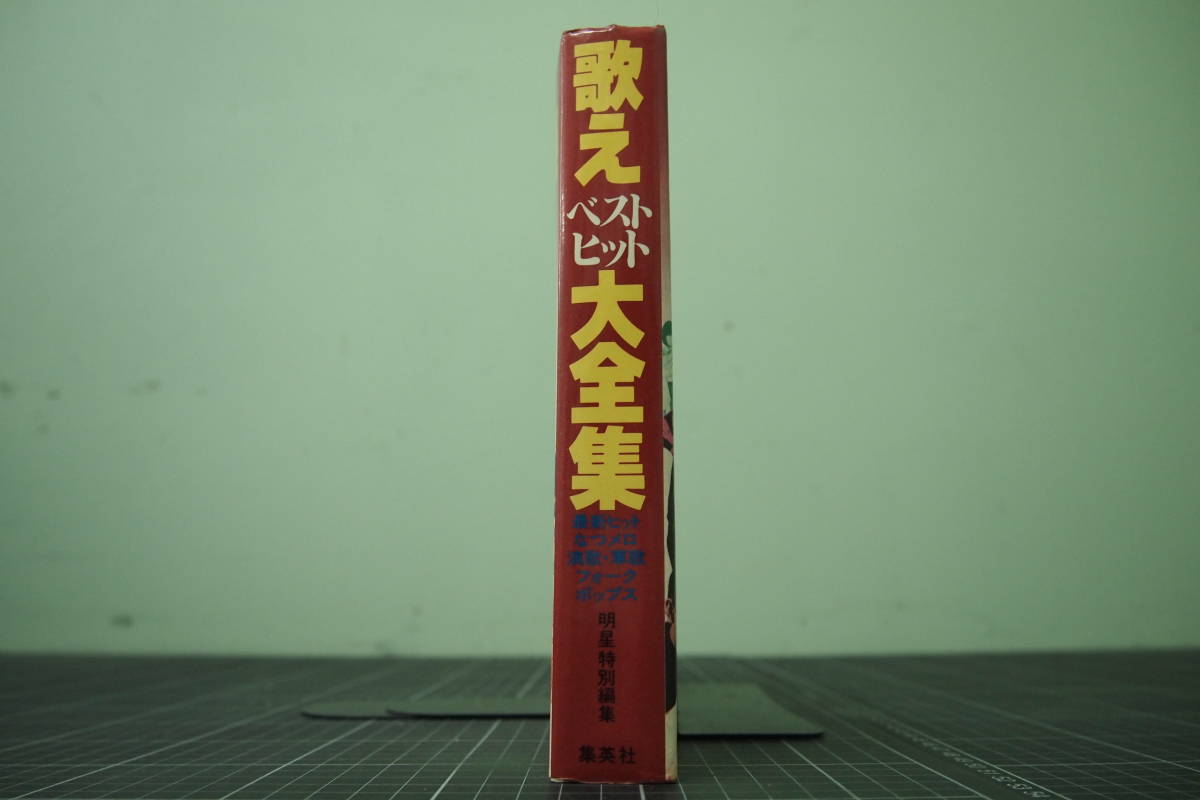 歌え
ベスト
ヒット
大全集
最新ヒット
なつメロ
演歌・軍歌
フォーク
ポップス
明星特別編集
集英社